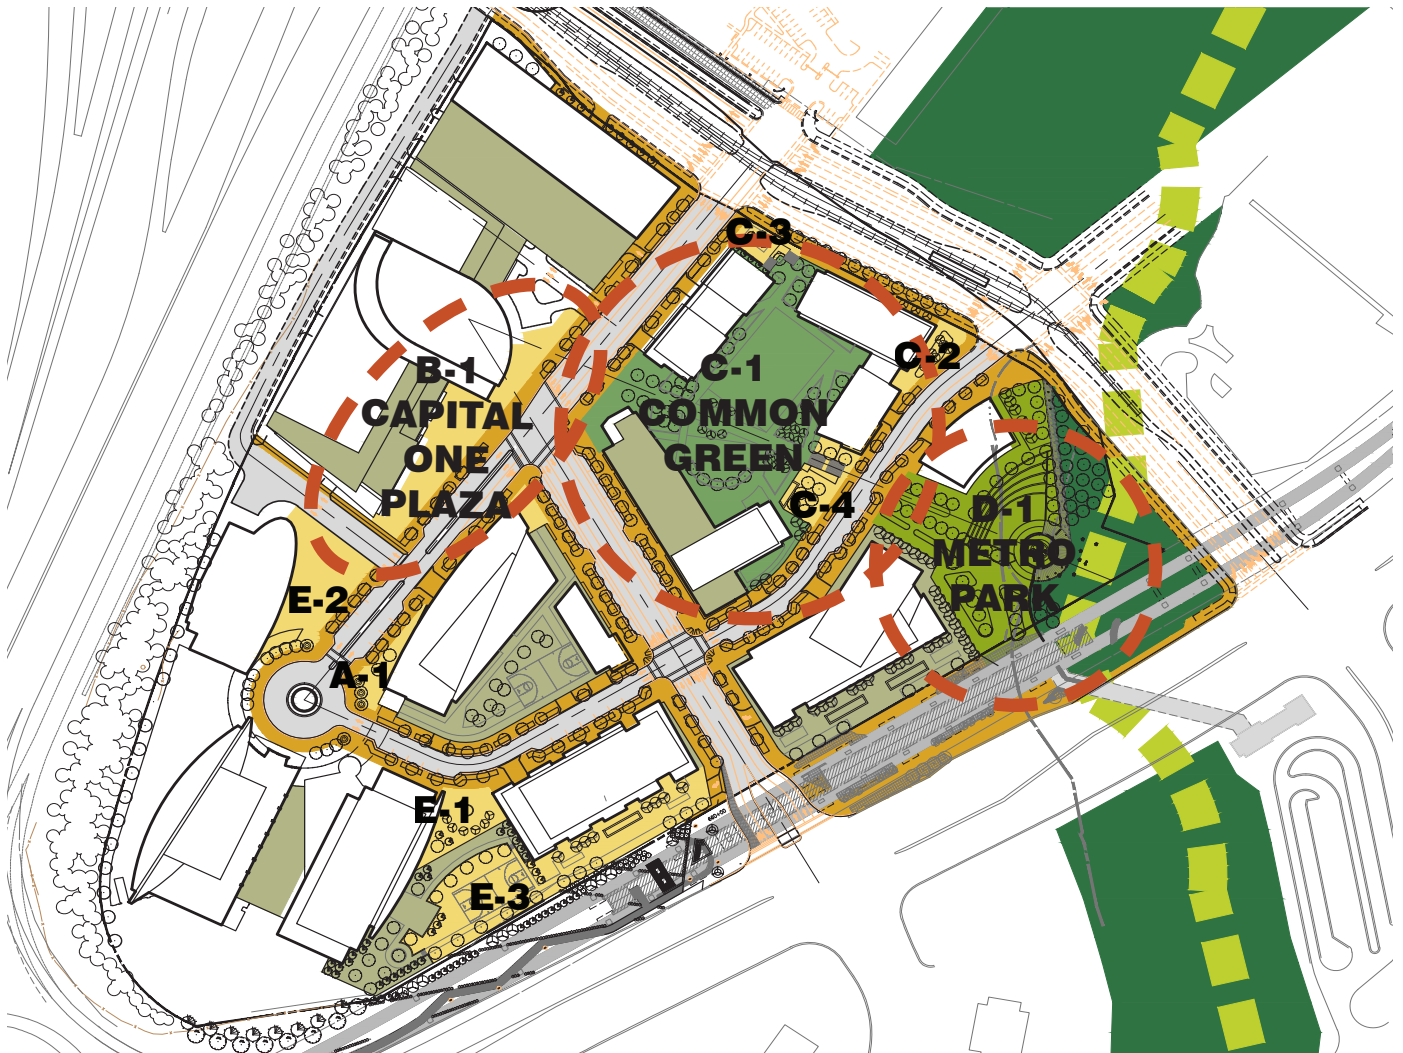 C-3
C-2
B-1
CAPITAL
ONE
PLAZA
C-1
COMMON
GREEN
C-4
D-1
METRO
PARK
E-2
A-1
E-1
E-3